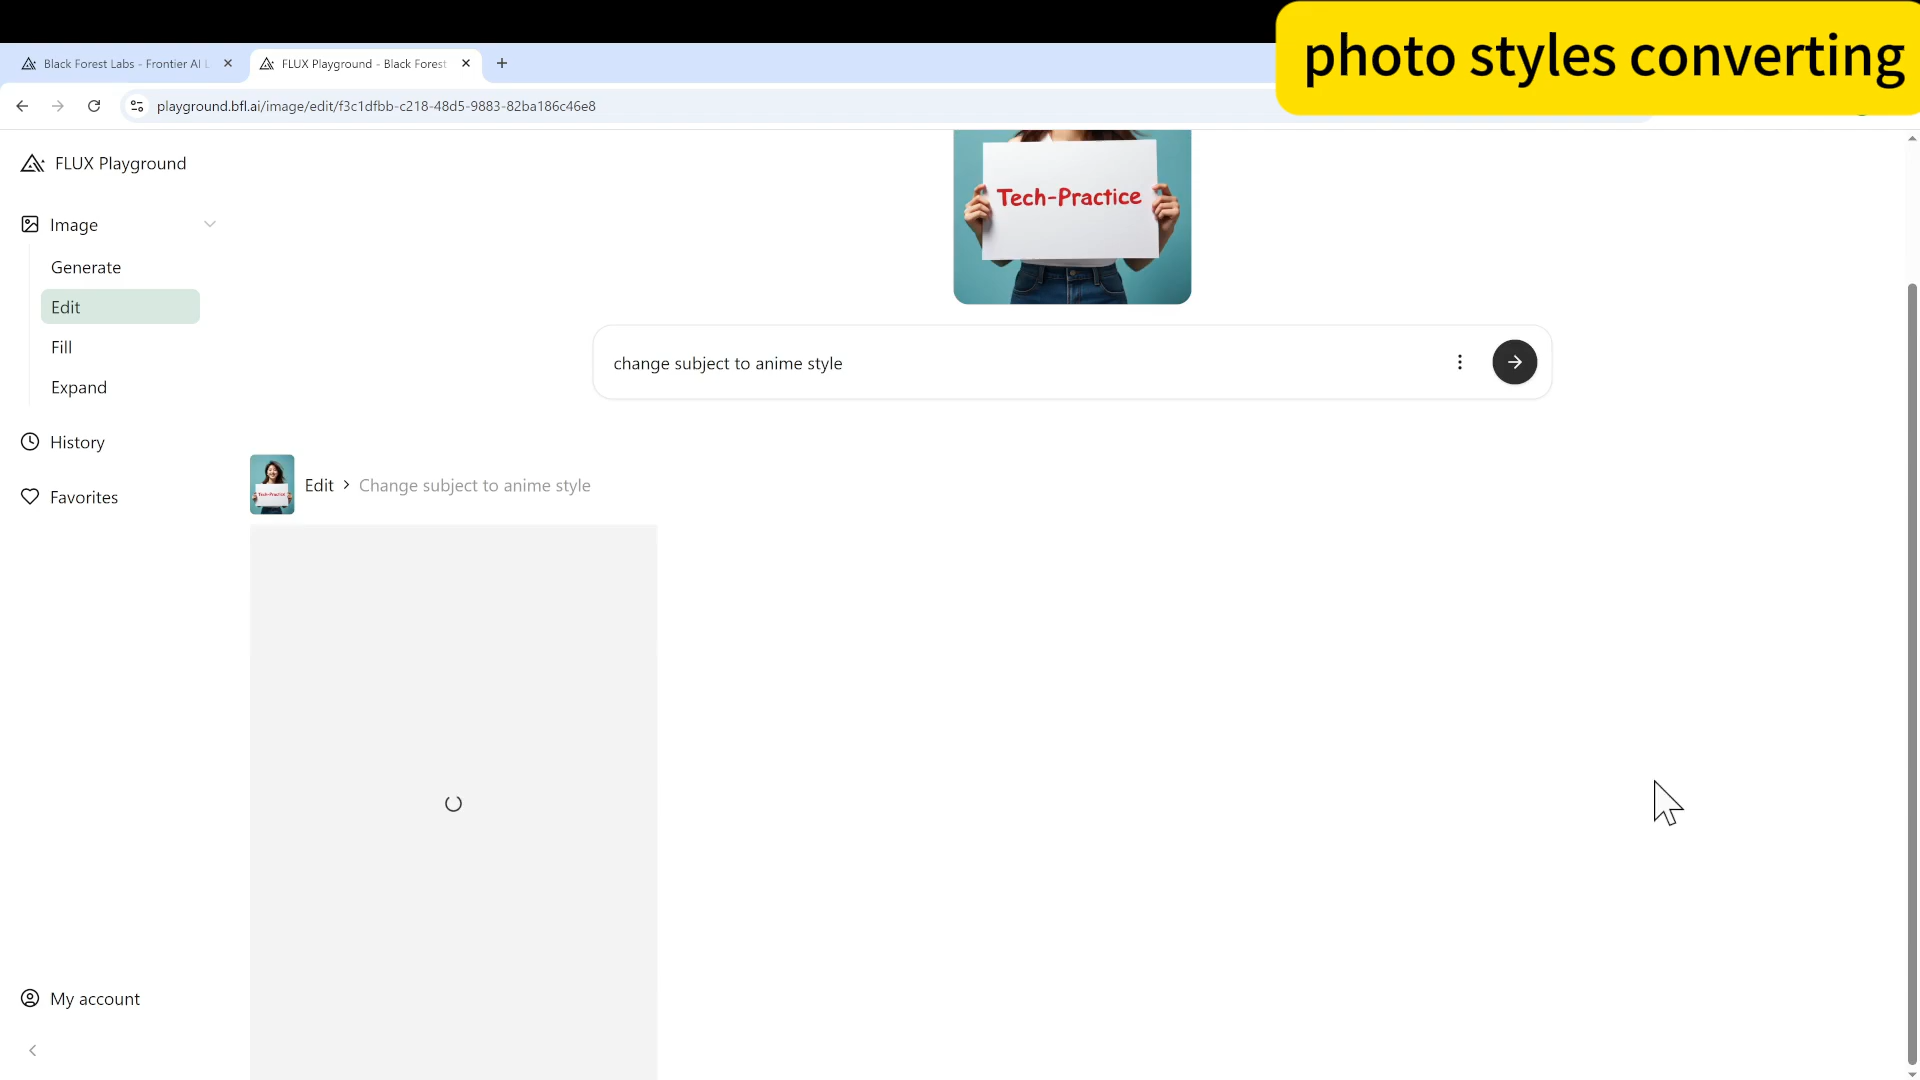 photo styles converting
Black Forest Labs - Frontier AI L
FLUX Playground - Black Forest
playground.bfl.ai/image/edit/f3c1dfbb-c218-48d5-9883-82ba186c46e8
FLUX Playground
Image
Generate
Edit
Fill
Expand
History
Favorites
My account
Tech-Practice
change subject to anime style
Tech-Practice
Edit > Change subject to anime style